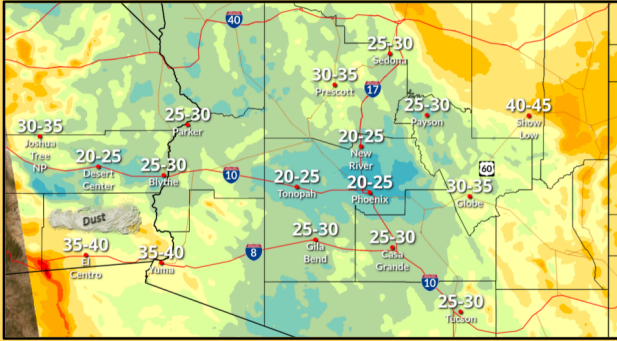 40
25-30
Sedona
30-35
Prescott
17
25-30
Parker
25-30
Payson
40-45
Show
Low
30-35
Joshua
Tree
NP
20-25
New
River
20-25
Desert
Center
25-30
Blythe
10
20-25
Tonopah
20-25
Phoenix
60
30-35
Globe
Dust
35-40
El
Centro
35-40
Yuma
8
25-30
Gila
Bend
25-30
Casa
Grande
10
25-30
Tucson